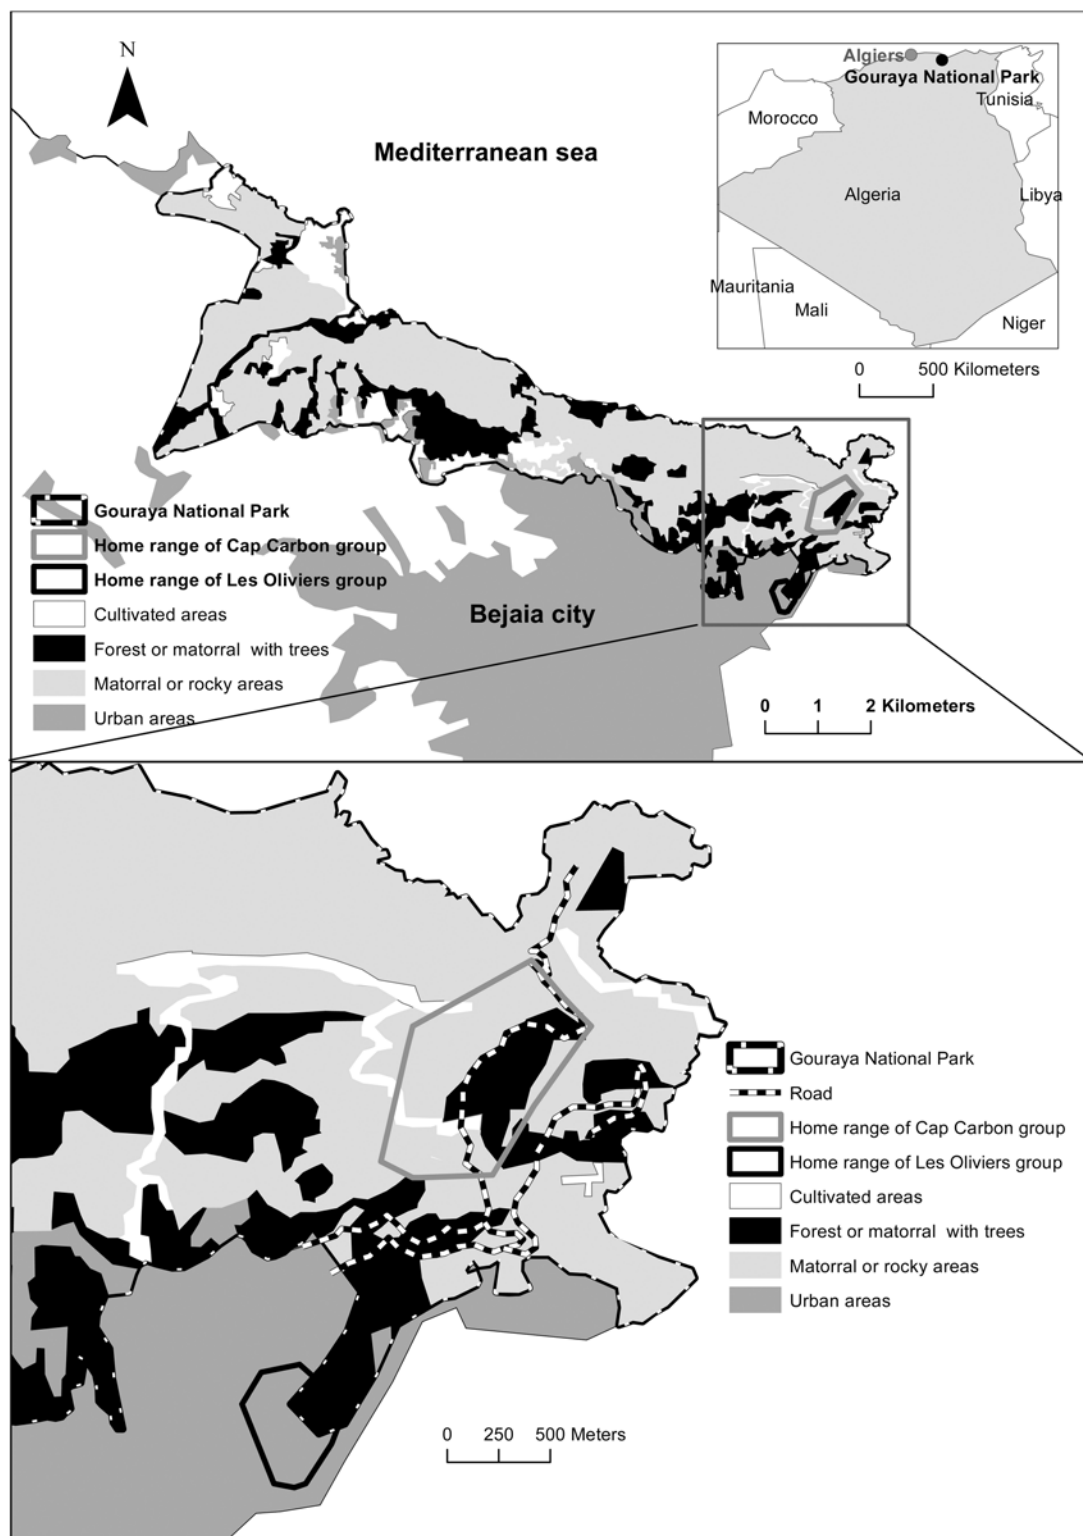 N
Mediterranean sea
Algiers
Gouraya National Park
Tunisia
Morocco
Algeria
Libya
Mauritania
Mali
Niger
0 500 Kilometers
Gouraya National Park
Home range of Cap Carbon group
Home range of Les Oliviers group
Cultivated areas
Forest or matorral with trees
Matorral or rocky areas
Urban areas
Bejaia city
0 1 2 Kilometers
Gouraya National Park
Road
Home range of Cap Carbon group
Home range of Les Oliviers group
Cultivated areas
Forest or matorral with trees
Matorral or rocky areas
Urban areas
0 250 500 Meters